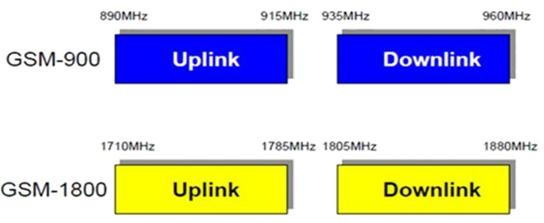 890MHz 915MHz 935MHz 960MHz
GSM-900 Uplink Downlink
1710MHz 1785MHz 1805MHz 1880MHz
GSM-1800 Uplink Downlink